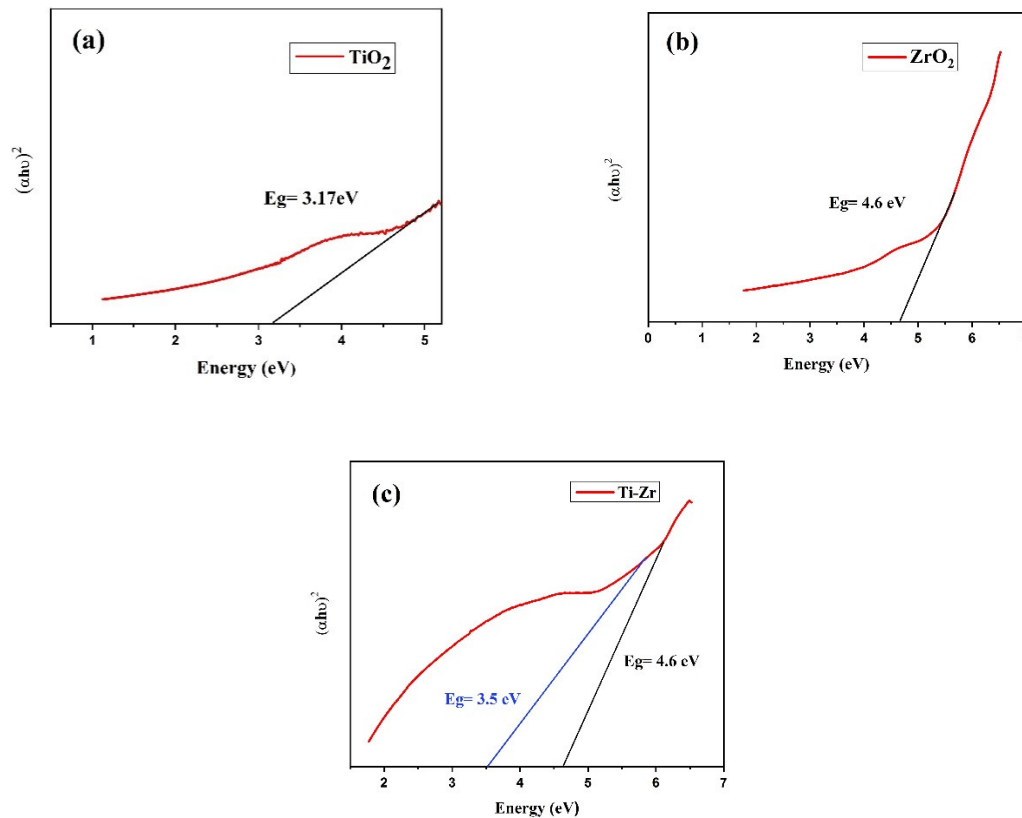 (a)
TiO2
(αhυ)^2
Eg= 3.17eV
1 2 3 4 5
Energy (eV)
(b)
ZrO2
(αhυ)^2
Eg= 4.6 eV
0 1 2 3 4 5 6
Energy (eV)
(c)
Ti-Zr
(αhυ)^2
Eg= 3.5 eV
Eg= 4.6 eV
2 3 4 5 6 7
Energy (eV)